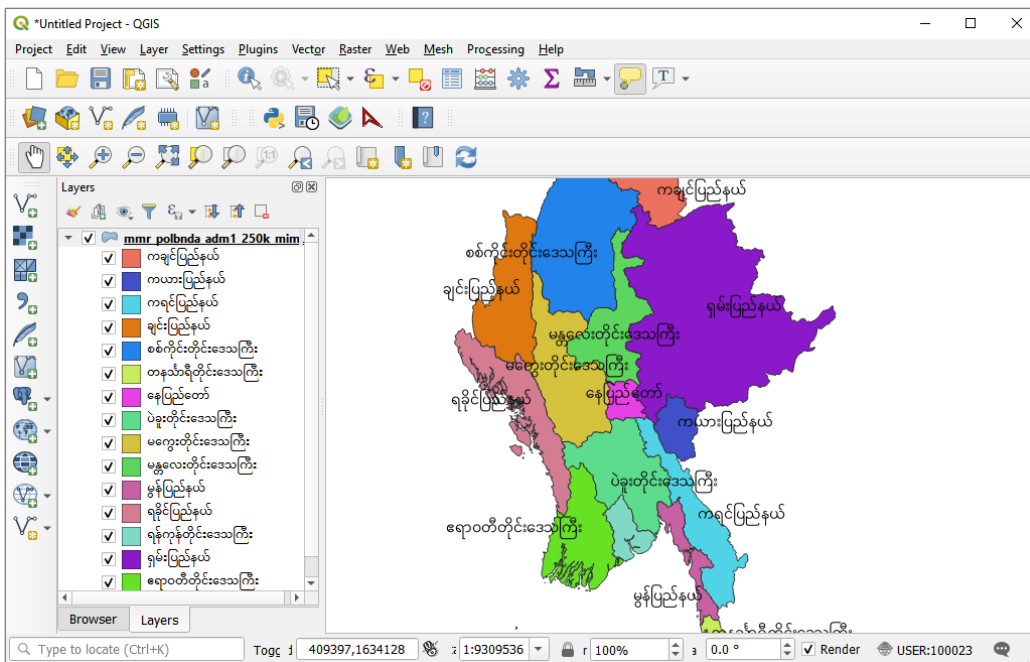 *Untitled Project - QGIS
Project Edit View Layer Settings Plugins Vector Raster Web Mesh Processing Help
Layers
mmr_polbnda_adm1_250k_mim
ကချင်ပြည်နယ်
ကယားပြည်နယ်
ကရင်ပြည်နယ်
ချင်းပြည်နယ်
စစ်ကိုင်းတိုင်းဒေသကြီး
တနင်္သာရီတိုင်းဒေသကြီး
နေပြည်တော်
ပဲခူးတိုင်းဒေသကြီး
မကွေးတိုင်းဒေသကြီး
မန္တလေးတိုင်းဒေသကြီး
မွန်ပြည်နယ်
ရခိုင်ပြည်နယ်
ရန်ကုန်တိုင်းဒေသကြီး
ရှမ်းပြည်နယ်
ဧရာဝတီတိုင်းဒေသကြီး
Browser Layers
ကချင်ပြည်နယ်
စစ်ကိုင်းတိုင်းဒေသကြီး
ချင်းပြည်နယ်
ရှမ်းပြည်နယ်
မန္တလေးတိုင်းဒေသကြီး
မကွေးတိုင်းဒေသကြီး
နေပြည်တော်
ရခိုင်ပြည်နယ်
ကယားပြည်နယ်
ပဲခူးတိုင်းဒေသကြီး
ကရင်ပြည်နယ်
ဧရာဝတီတိုင်းဒေသကြီး
မွန်ပြည်နယ်
တနင်္သာရီတိုင်းဒေသကြီး
Type to locate (Ctrl+K) 409397,1634128 1:9309536 100% 0.0 ° Render USER:100023